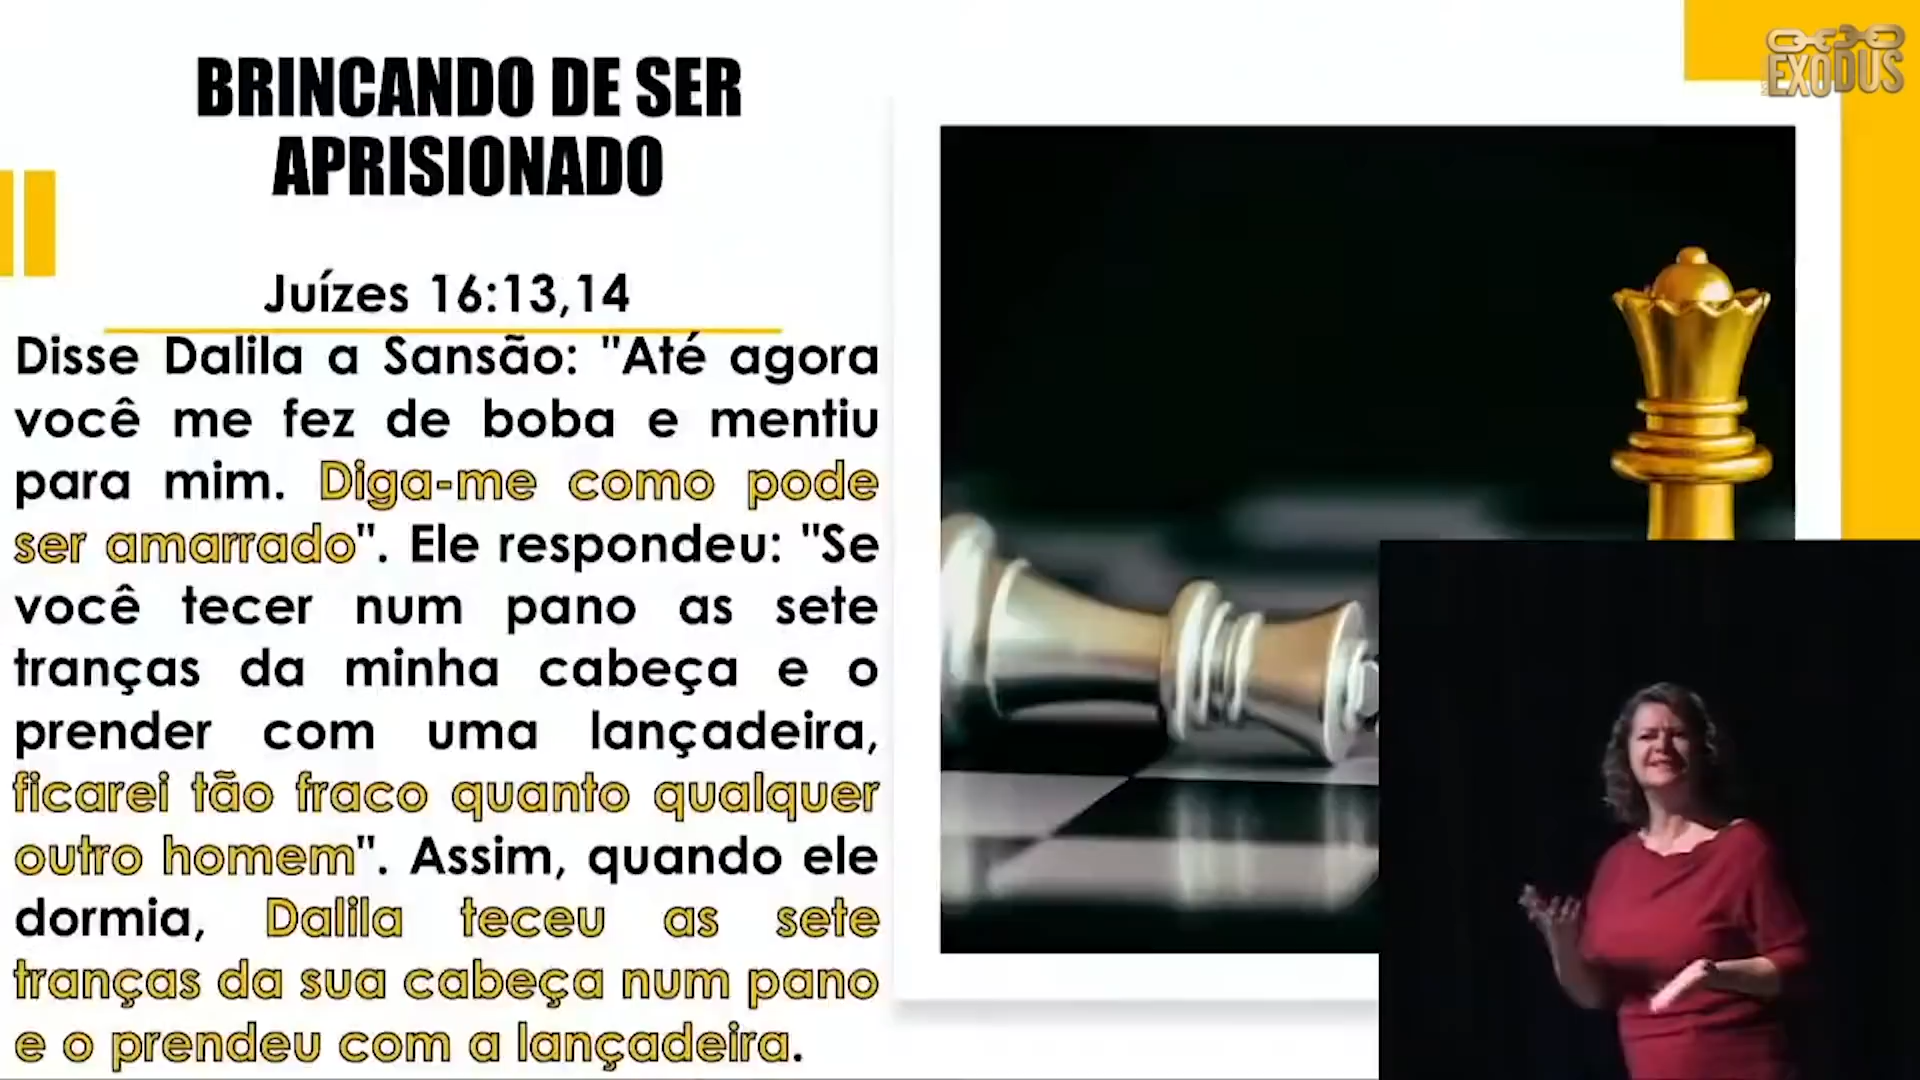 BRINCANDO DE SER
APRISIONADO
Juízes 16:13,14
Disse Dalila a Sansão: "Até agora
você me fez de boba e mentiu
para mim. Diga-me como pode
ser amarrado". Ele respondeu: "Se
você tecer num pano as sete
tranças da minha cabeça e o
prender com uma lançadeira,
ficarei tão fraco quanto qualquer
outro homem". Assim, quando ele
dormia, Dalila teceu as sete
tranças da sua cabeça num pano
e o prendeu com a lançadeira.
EXODUS